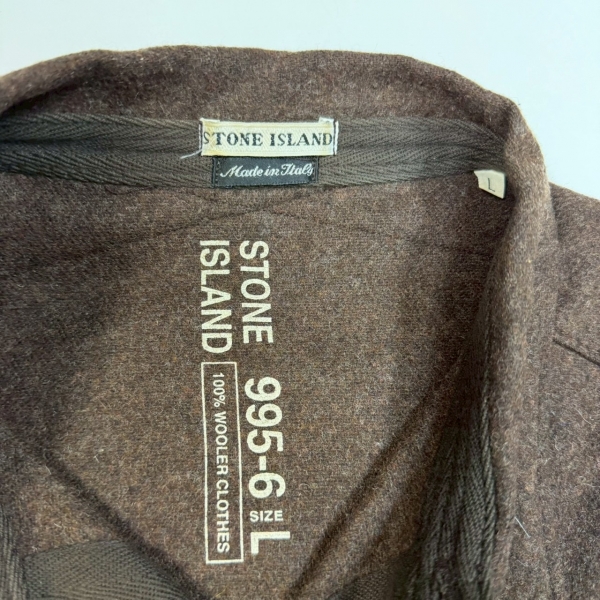 STONE ISLAND
Made in Italy
L
STONE
ISLAND
995-6 SIZE L
100% WOOLER CLOTHES